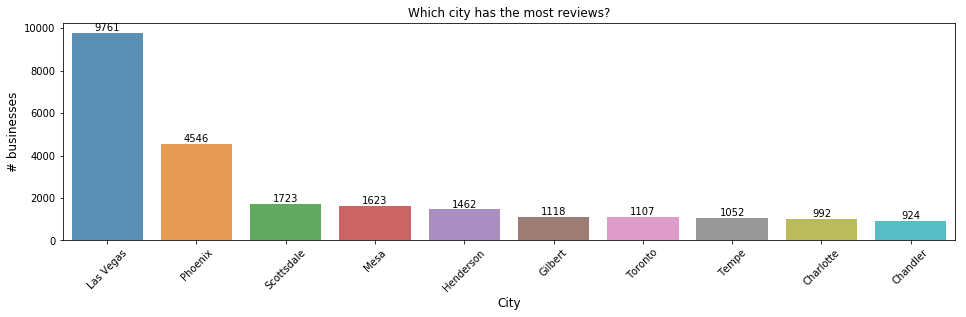 Which city has the most reviews?
# businesses
10000
8000
6000
4000
2000
0
9761
4546
1723
1623
1462
1118
1107
1052
992
924
Las Vegas
Phoenix
Scottsdale
Mesa
Henderson
Gilbert
Toronto
Tempe
Charlotte
Chandler
City